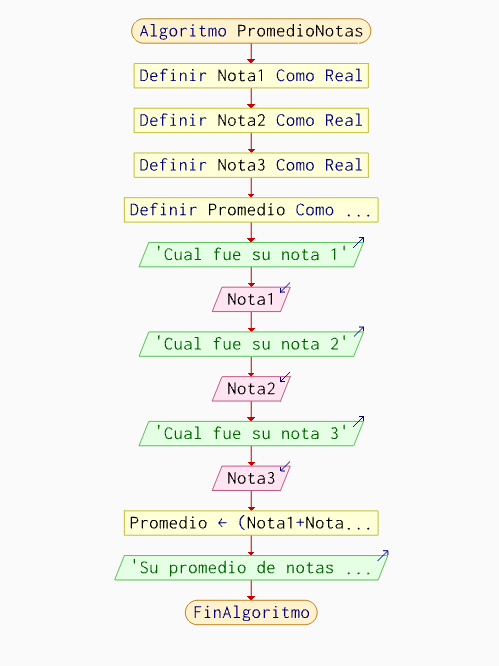 Algoritmo PromedioNotas
Definir Nota1 Como Real
Definir Nota2 Como Real
Definir Nota3 Como Real
Definir Promedio Como ...
'Cual fue su nota 1'
Nota1
'Cual fue su nota 2'
Nota2
'Cual fue su nota 3'
Nota3
Promedio ← (Nota1+Nota...
'Su promedio de notas ...
FinAlgoritmo